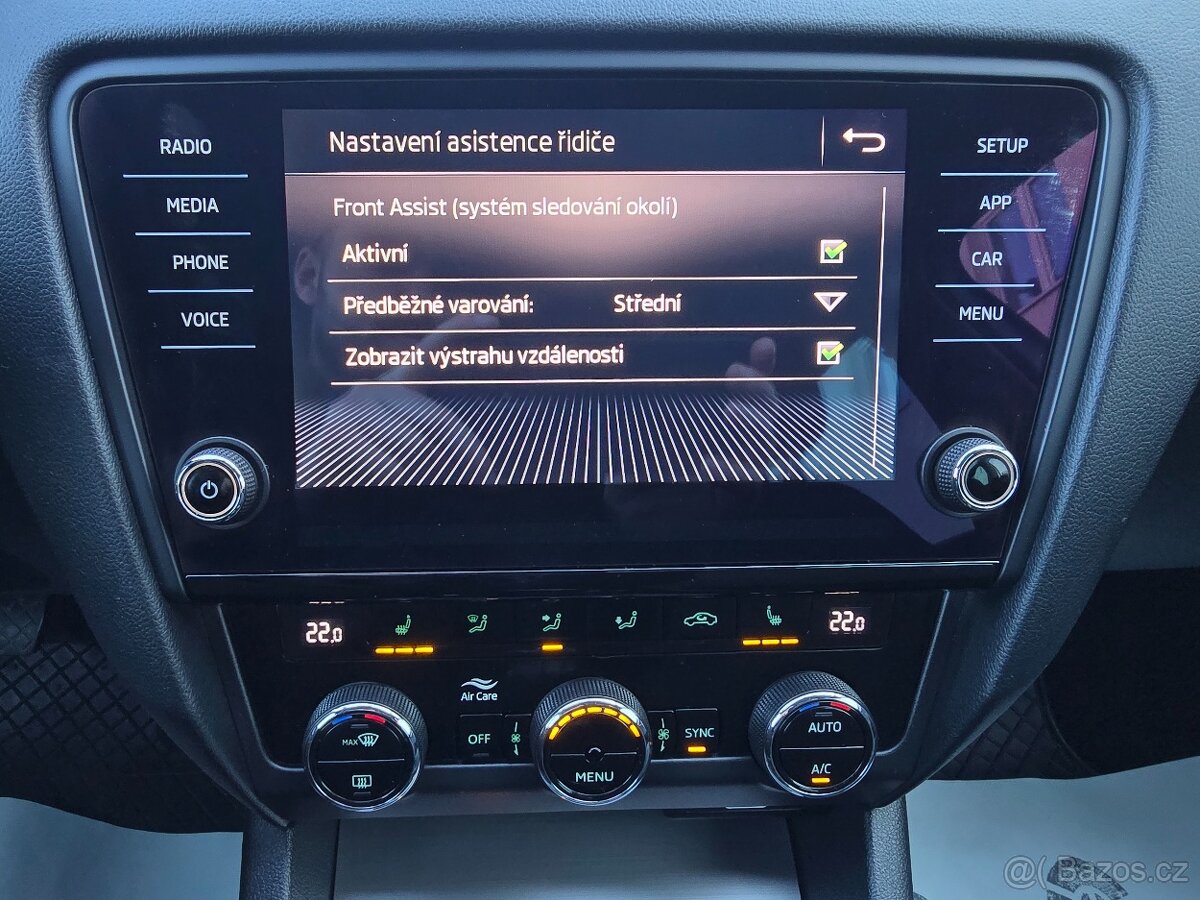 RADIO
MEDIA
PHONE
VOICE
Nastavení asistence řidiče
Front Assist (systém sledování okolí)
Aktivní
Předběžné varování: Střední
Zobrazit výstrahu vzdálenosti
SETUP
APP
CAR
MENU
22.0
22.0
Air Care
MAX
OFF
MENU
SYNC
AUTO
A/C
@( Bazos.cz